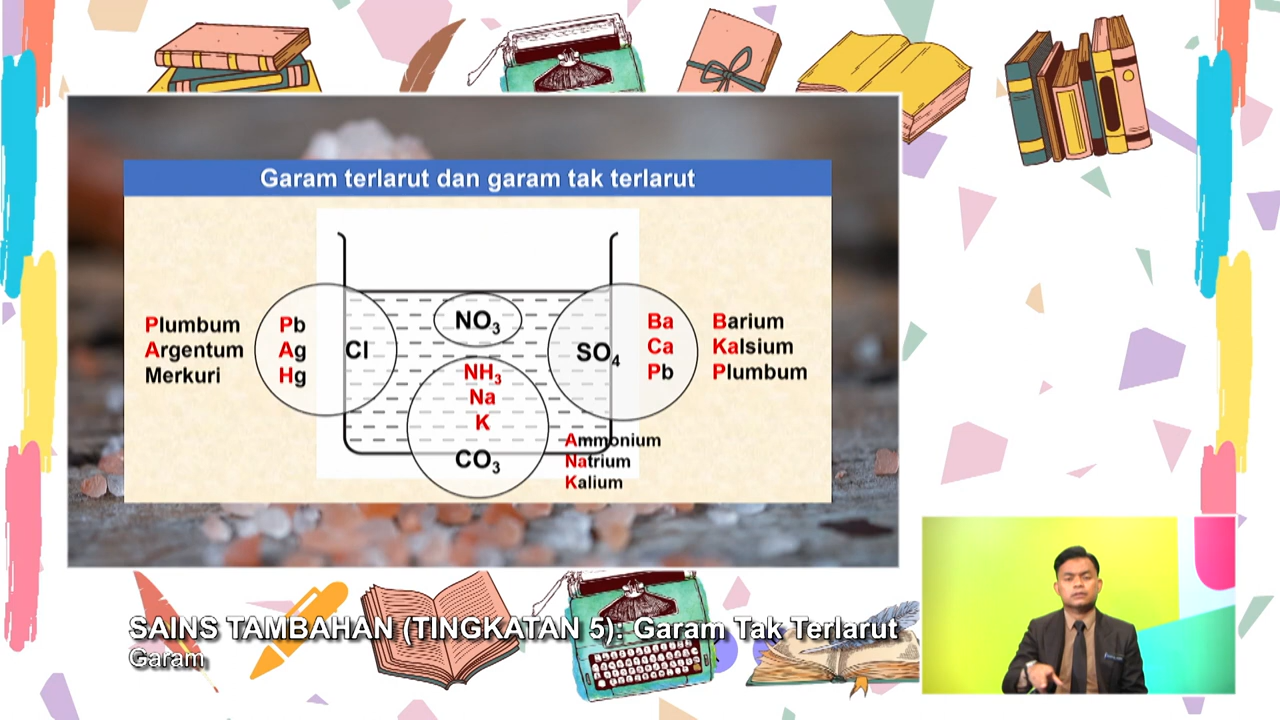 Garam terlarut dan garam tak terlarut
Plumbum
Argentum
Merkuri
Pb
Ag
Hg
Cl
NO3
NH3
Na
K
CO3
SO4
Ba
Ca
Pb
Barium
Kalsium
Plumbum
Ammonium
Natrium
Kalium
SAINS TAMBAHAN (TINGKATAN 5): Garam Tak Terlarut
Garam